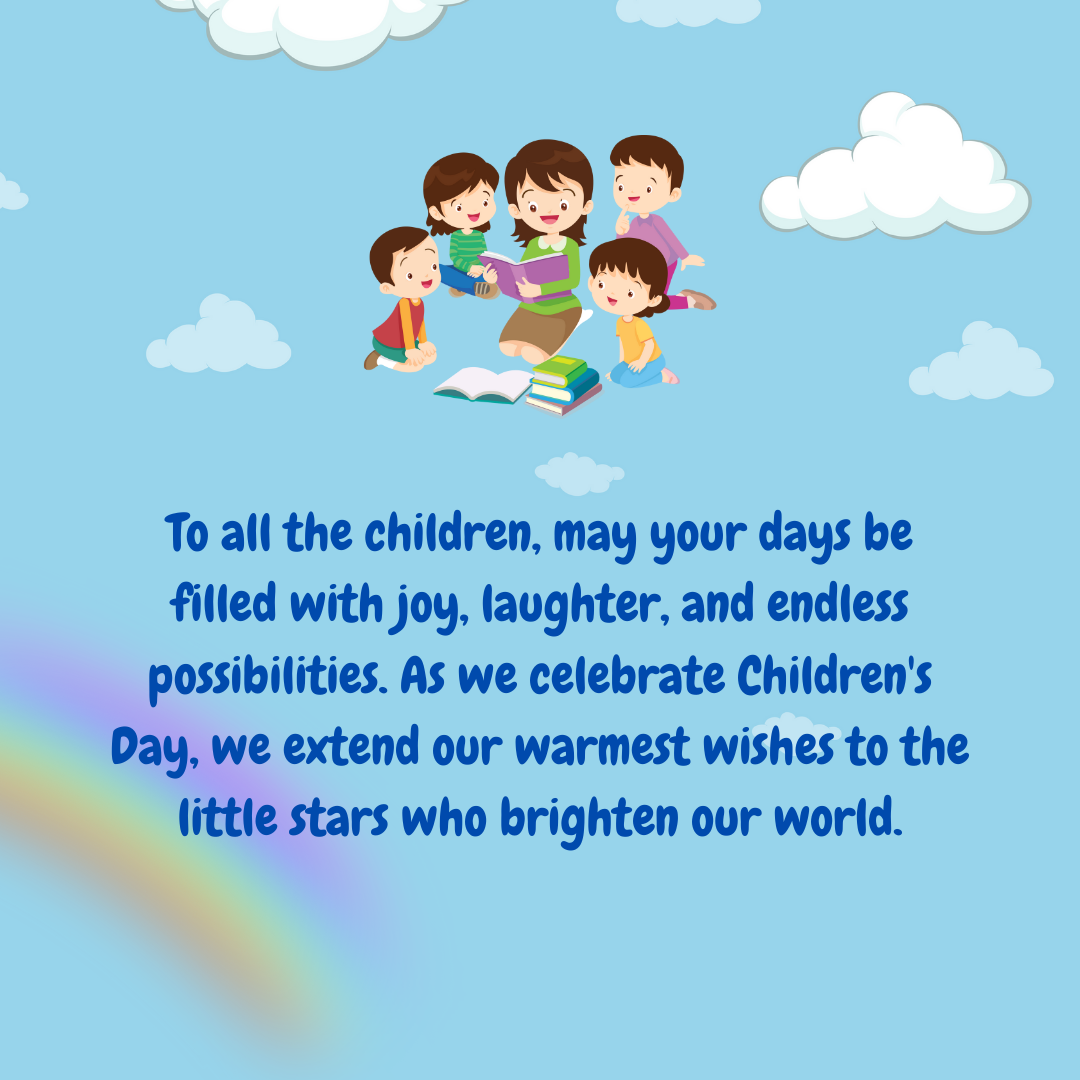 To all the children, may your days be
filled with joy, laughter, and endless
possibilities. As we celebrate Children's
Day, we extend our warmest wishes to the
little stars who brighten our world.